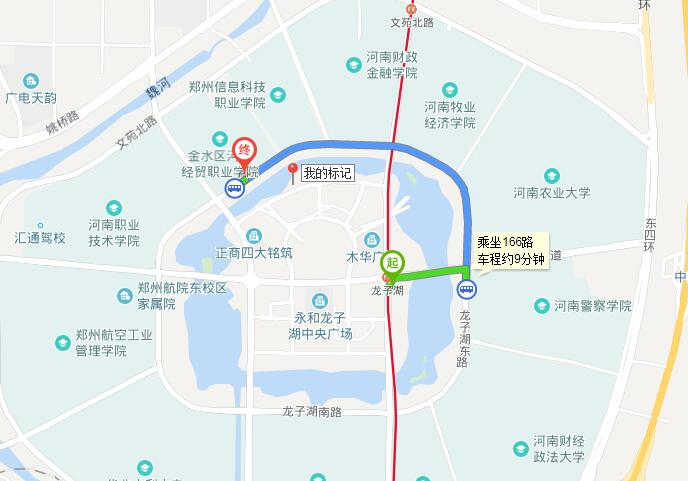 文苑北路
环
河南财政
金融学院
广电天韵
魏河
郑州信息科技
职业学院
姚桥路
文苑北路
河南牧业
经济学院
终
金水区河
经贸职业学院
我的标记
河南农业大学
河南职业
技术学院
东四环
汇通驾校
正商四大铭筑
木华广
乘坐166路
车程约9分钟
道
起
中
龙子湖
郑州航院东校区
家属院
永和龙子
湖中央广场
河南警察学院
龙子湖东路
郑州航空工业
管理学院
龙子湖南路
河南财经
政法大学